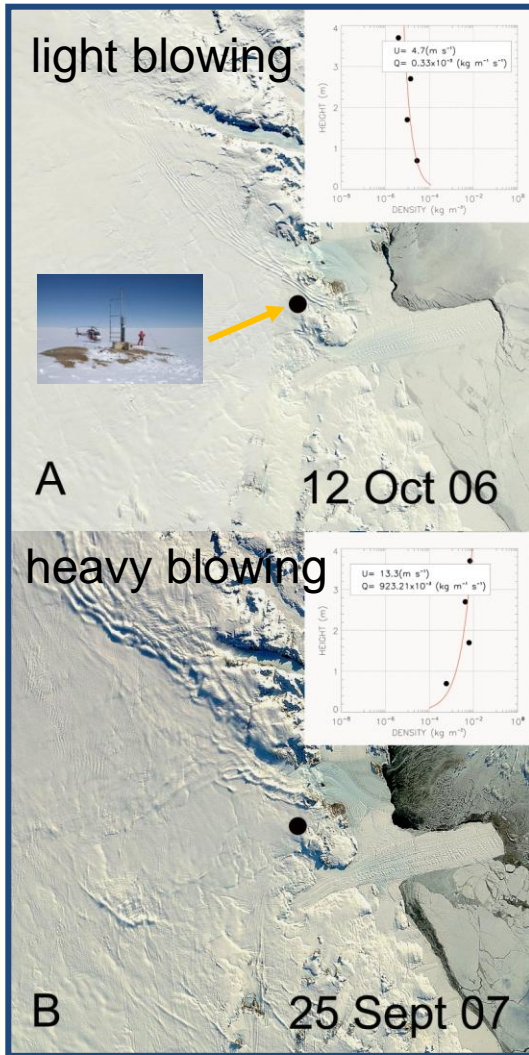 light blowing
4
3
2
1
0
HEIGHT (m)
U= 4.7(m s⁻¹)
Q= 0.33x10⁻³ (kg m⁻¹ s⁻¹)
10⁻⁸ 10⁻⁶ 10⁻⁴ 10⁻² 10⁰
DENSITY (kg m⁻³)
A
12 Oct 06
heavy blowing
4
3
2
1
0
HEIGHT (m)
U= 13.3(m s⁻¹)
Q= 923.21x10⁻³ (kg m⁻¹ s⁻¹)
10⁻⁸ 10⁻⁶ 10⁻⁴ 10⁻² 10⁰
DENSITY (kg m⁻³)
B
25 Sept 07